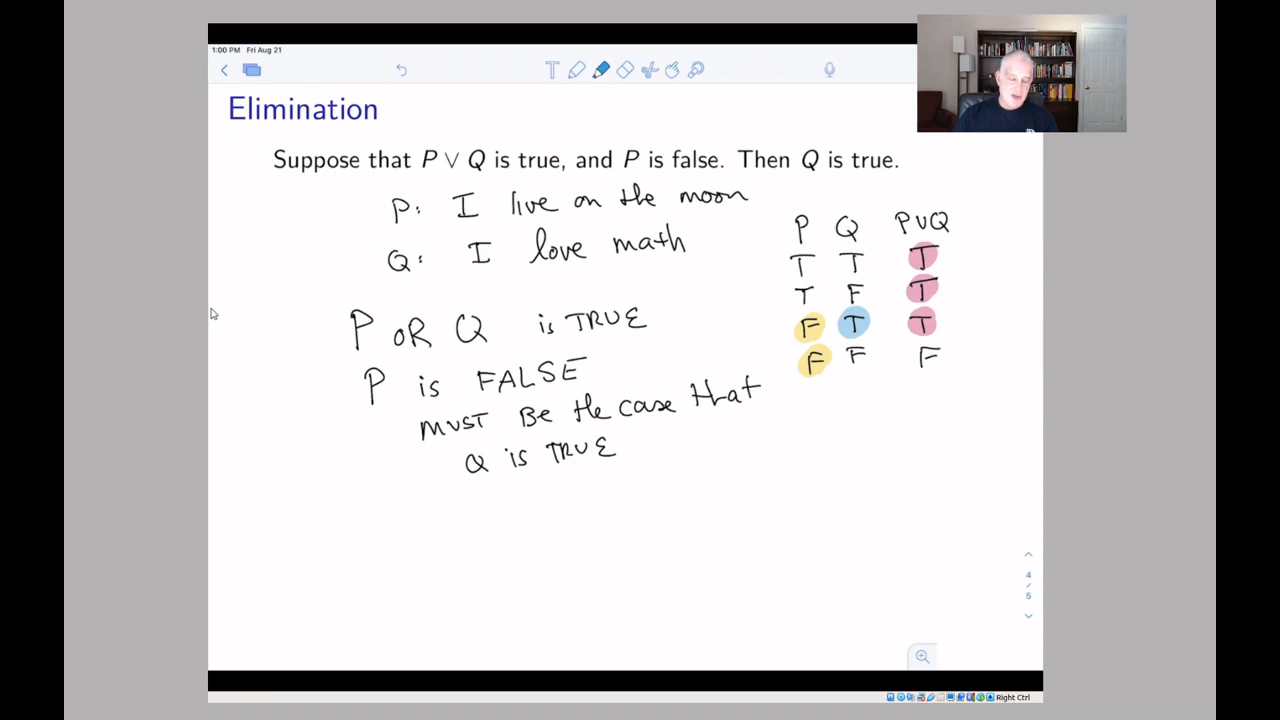 1:00 PM Fri Aug 21
Elimination
Suppose that P ∨ Q is true, and P is false. Then Q is true.
P: I live on the moon
Q: I love math
P Q P∨Q
T T T
T F T
F T T
F F F
P OR Q is TRUE
P is FALSE
MUST BE the case that
Q is TRUE
4
/
5
Right Ctrl